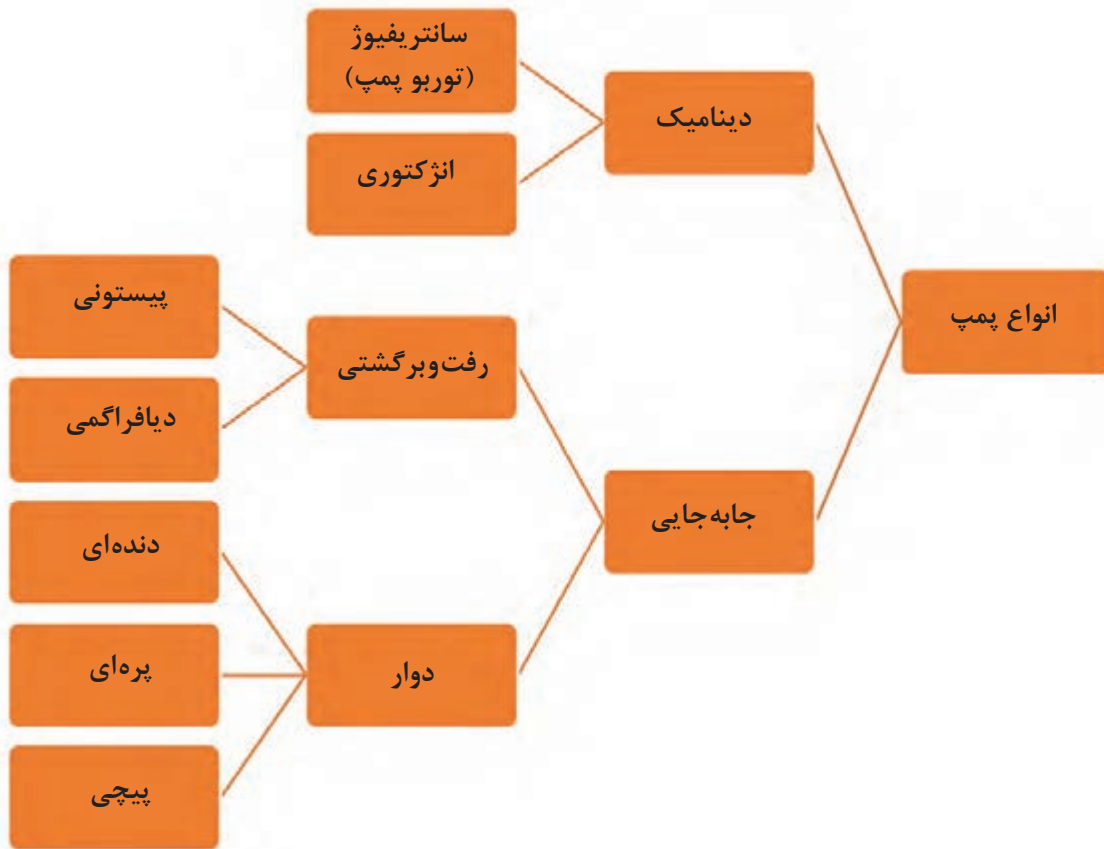 انواع پمپ
دینامیک
سانتریفیوژ
(توربو پمپ)
انژکتوری
جابه‌جایی
رفت‌وبرگشتی
پیستونی
دیافراگمی
دوار
دنده‌ای
پره‌ای
پیچی